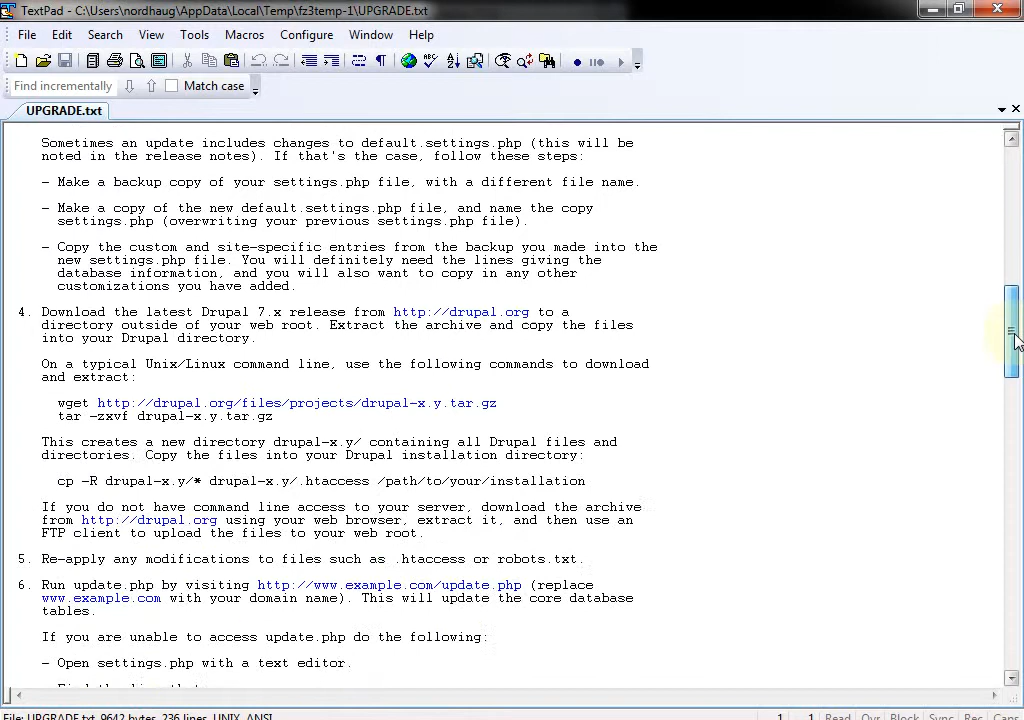 TextPad - C:\Users\nordhaug\AppData\Local\Temp\fz3temp-1\UPGRADE.txt
File Edit Search View Tools Macros Configure Window Help
Find incrementally Match case
UPGRADE.txt
Sometimes an update includes changes to default.settings.php (this will
noted in the release notes). If that's the case, follow these steps:
- Make a backup copy of your settings.php file, with a different file name.
- Make a copy of the new default.settings.php file, and name the copy
settings.php (overwriting your previous settings.php file).
- Copy the custom and site-specific entries from the backup you made into the
new settings.php file. You will definitely need the lines giving the
database information, and you will also want to copy in any other
customizations you have added.
4. Download the latest Drupal 7.x release from http://drupal.org to a
directory outside of your web root. Extract the archive and copy the files
into your Drupal directory.
On a typical Unix/Linux command line, use the following commands to download
and extract:
wget http://drupal.org/files/projects/drupal-x.y.tar.gz
tar -zxvf drupal-x.y.tar.gz
This creates a new directory drupal-x.y/ containing all Drupal files and
directories. Copy the files into your Drupal installation directory:
cp -R drupal-x.y/* drupal-x.y/.htaccess /path/to/your/installation
If you do not have command line access to your server, download the archive
from http://drupal.org using your web browser, extract it, and then use an
FTP client to upload the files to your web root.
5. Re-apply any modifications to files such as .htaccess or robots.txt.
6. Run update.php by visiting http://www.example.com/update.php (replace
www.example.com with your domain name). This will update the core database
tables.
If you are unable to access update.php do the following:
- Open settings.php with a text editor.
File: UPGRADE.txt, 9642 bytes, 236 lines, UNIX, ANSI 1 1 Read Ovr Block Sync Rec Caps